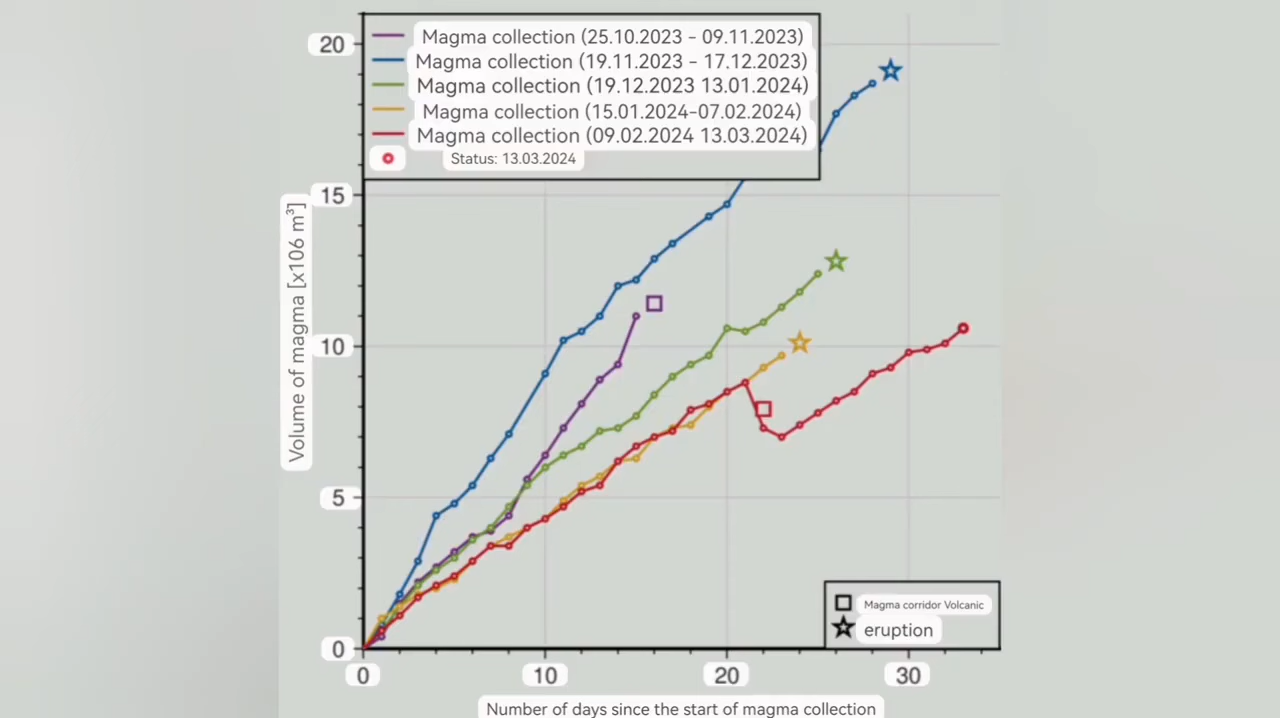 20
Magma collection (25.10.2023 - 09.11.2023)
Magma collection (19.11.2023 - 17.12.2023)
Magma collection (19.12.2023 13.01.2024)
Magma collection (15.01.2024-07.02.2024)
Magma collection (09.02.2024 13.03.2024)
Status: 13.03.2024
15
Volume of magma [x106 m³]
10
5
Magma corridor Volcanic
eruption
0
0 10 20 30
Number of days since the start of magma collection